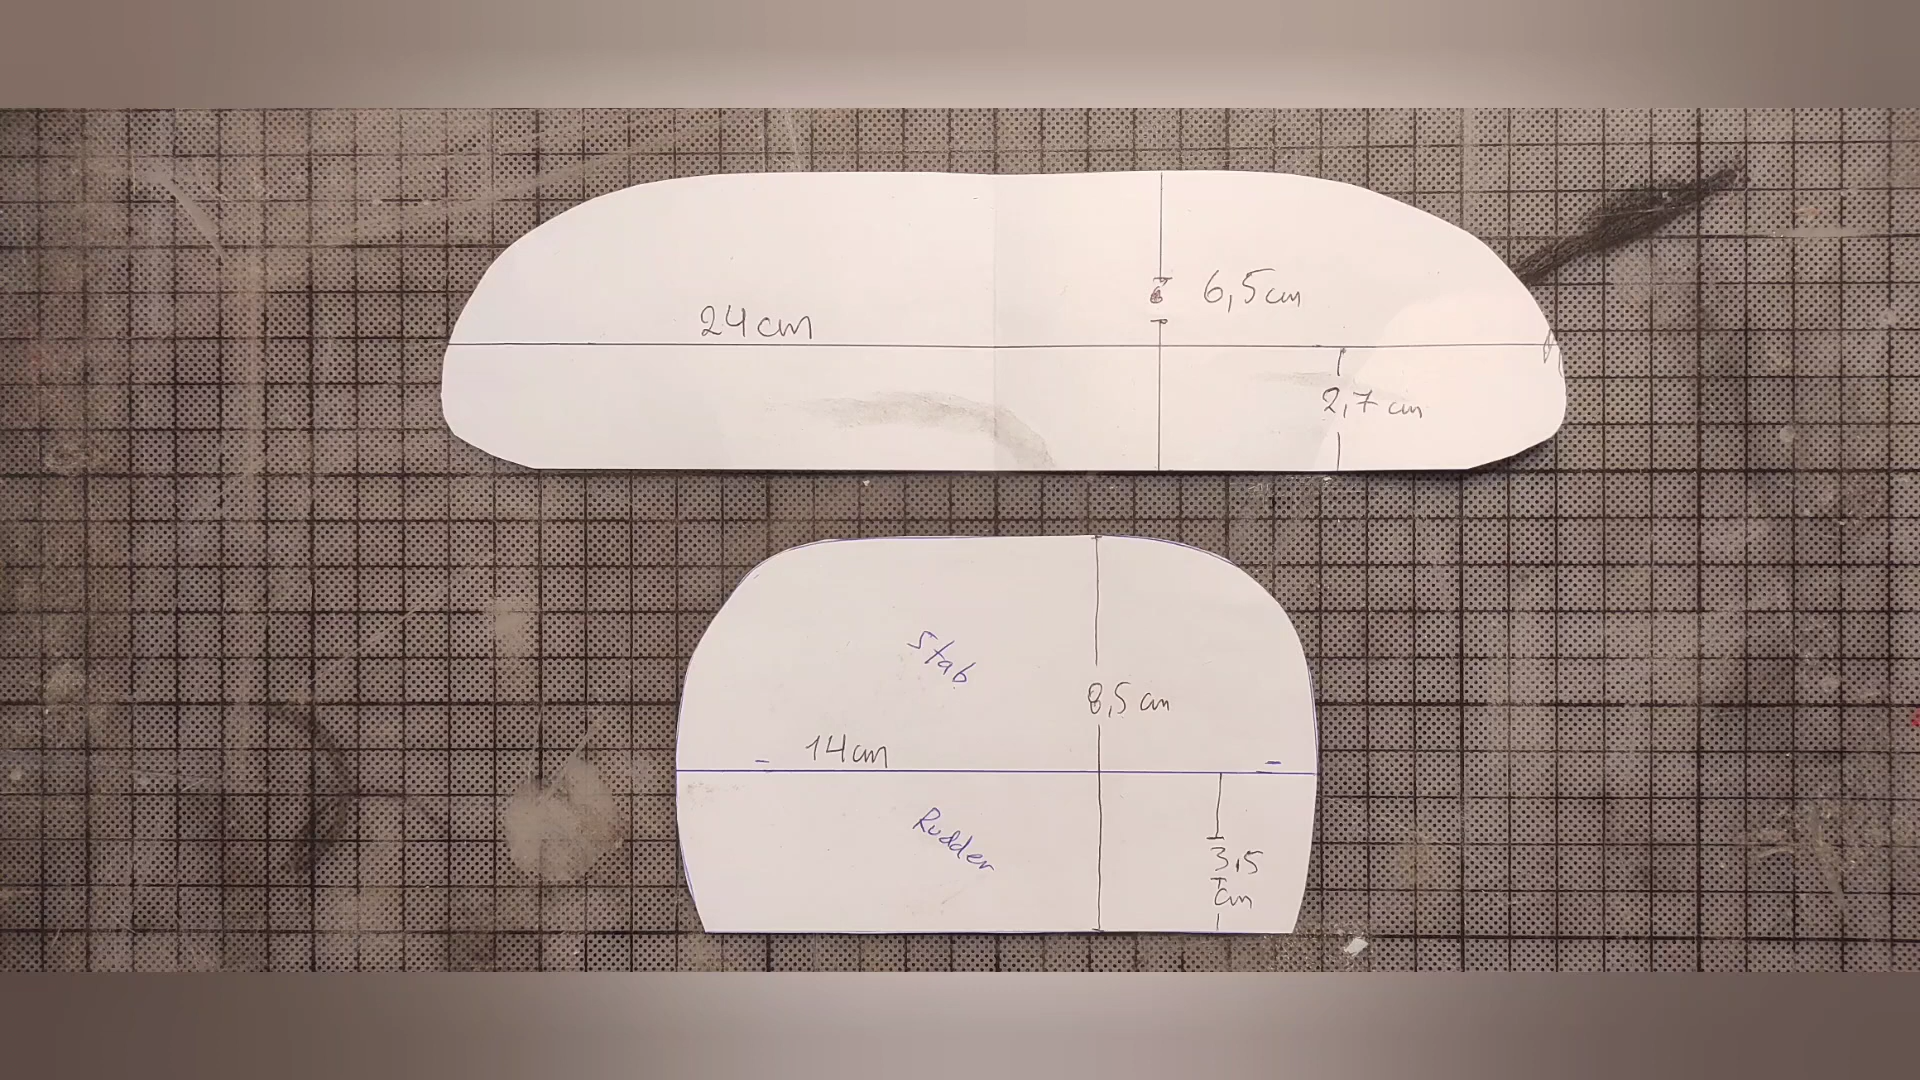 6,5 cm
24 cm
2,7 cm
Stab.
8,5 cm
14 cm
Rudder
3,5
cm